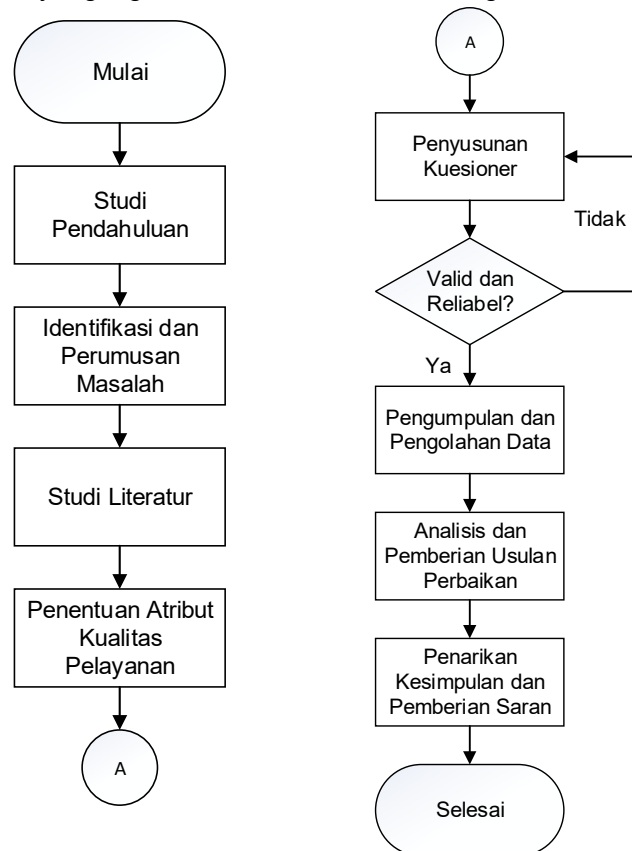 Mulai
Studi
Pendahuluan
Identifikasi dan
Perumusan
Masalah
Studi Literatur
Penentuan Atribut
Kualitas
Pelayanan
A
A
Penyusunan
Kuesioner
Tidak
Valid dan
Reliabel?
Ya
Pengumpulan dan
Pengolahan Data
Analisis dan
Pemberian Usulan
Perbaikan
Penarikan
Kesimpulan dan
Pemberian Saran
Selesai